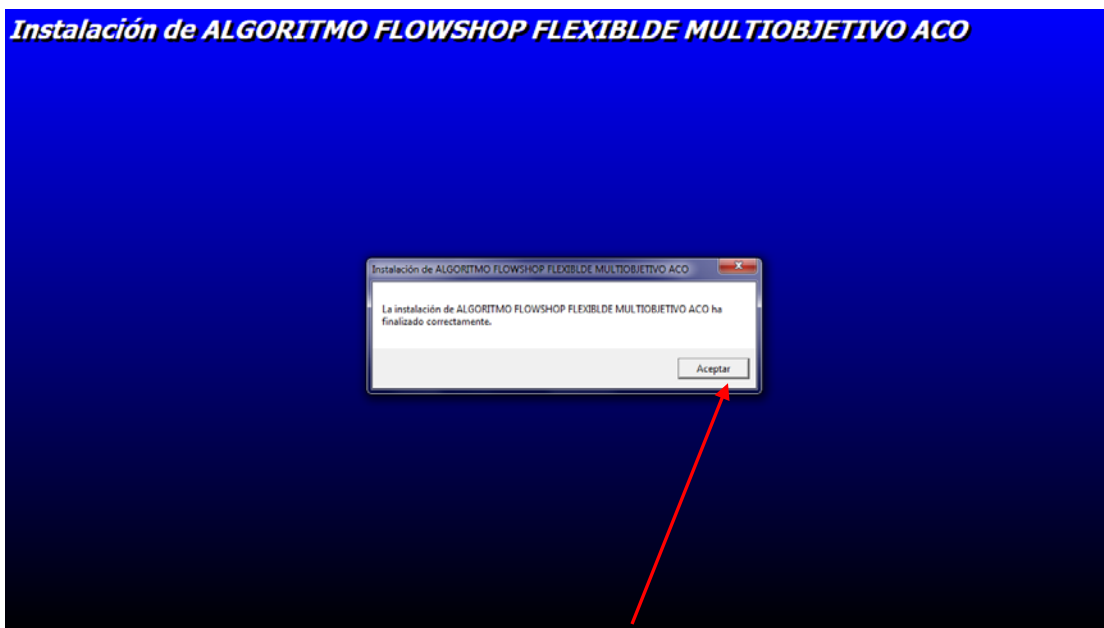 Instalación de ALGORITMO FLOWSHOP FLEXIBLDE MULTIOBJETIVO ACO
Instalación de ALGORITMO FLOWSHOP FLEXIBLDE MULTIOBJETIVO ACO
La instalación de ALGORITMO FLOWSHOP FLEXIBLDE MULTIOBJETIVO ACO ha
finalizado correctamente.
Aceptar